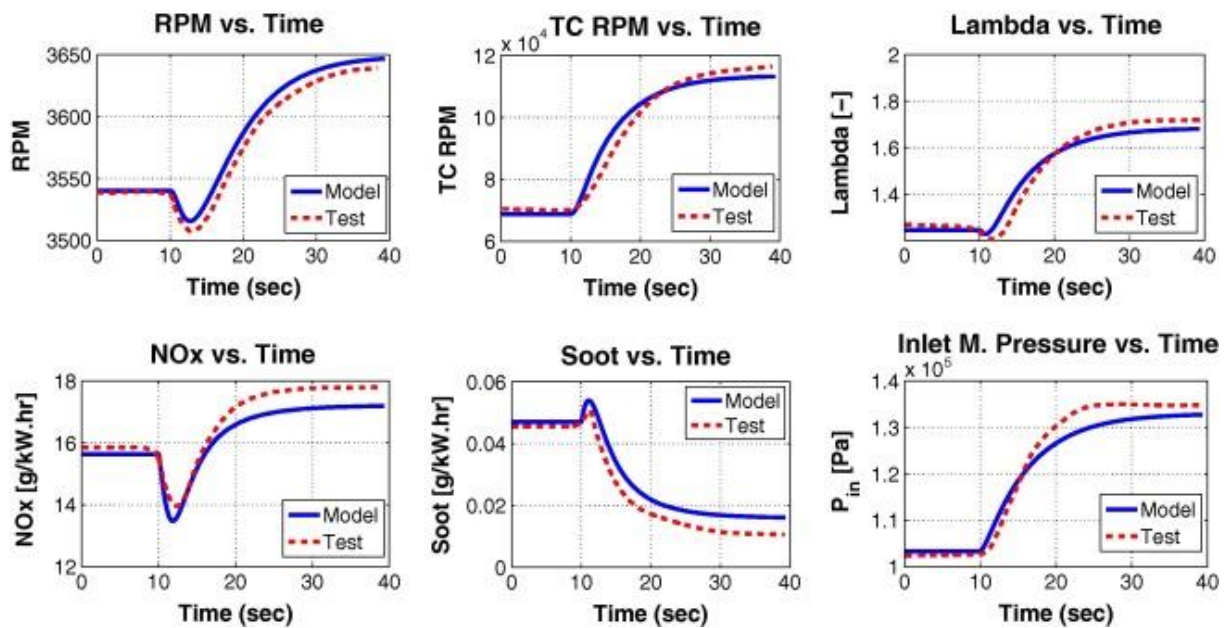 RPM vs. Time
3650
3600
3550
3500
RPM
0 10 20 30 40
Time (sec)
Model
Test
TC RPM vs. Time
x 10⁴
12
10
8
6
TC RPM
0 10 20 30 40
Time (sec)
Model
Test
Lambda vs. Time
2
1.8
1.6
1.4
Lambda [–]
0 10 20 30 40
Time (sec)
Model
Test
NOx vs. Time
18
16
14
12
NOx [g/kW.hr]
0 10 20 30 40
Time (sec)
Model
Test
Soot vs. Time
0.06
0.04
0.02
0
Soot [g/kW.hr]
0 10 20 30 40
Time (sec)
Model
Test
Inlet M. Pressure vs. Time
x 10⁵
1.4
1.3
1.2
1.1
1
P_in [Pa]
0 10 20 30 40
Time (sec)
Model
Test